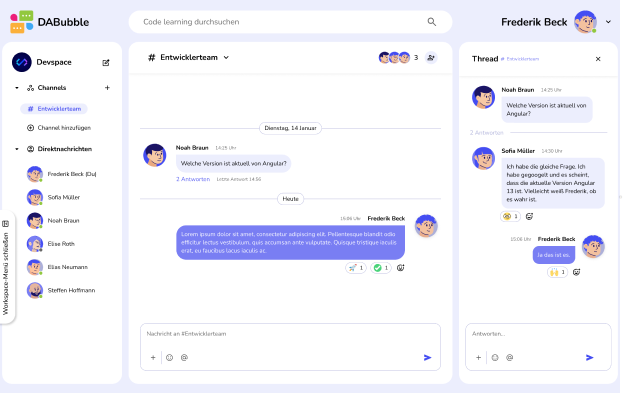 DABubble
Code learning durchsuchen
Frederik Beck
Devspace
Channels
# Entwicklerteam
Channel hinzufügen
Direktnachrichten
Frederik Beck (Du)
Sofia Müller
Noah Braun
Elise Roth
Elias Neumann
Steffen Hoffmann
Workspace-Menü schließen
# Entwicklerteam
3
Dienstag, 14 Januar
Noah Braun 14:25 Uhr
Welche Version ist aktuell von Angular?
2 Antworten Letzte Antwort 14:56
Heute
15:06 Uhr Frederik Beck
Lorem ipsum dolor sit amet, consectetur adipiscing elit. Pellentesque blandit odio
efficitur lectus vestibulum, quis accumsan ante vulputate. Quisque tristique iaculis
erat, eu faucibus lacus iaculis ac.
1
1
Nachricht an #Entwicklerteam
@
Thread # Entwicklerteam
Noah Braun 14:25 Uhr
Welche Version ist aktuell von
Angular?
2 Antworten
Sofia Müller 14:30 Uhr
Ich habe die gleiche Frage. Ich
habe gegoogelt und es scheint,
dass die aktuelle Version Angular
13 ist. Vielleicht weiß Frederik, ob
es wahr ist.
1
15:06 Uhr Frederik Beck
Ja das ist es.
1
Antworten...
@